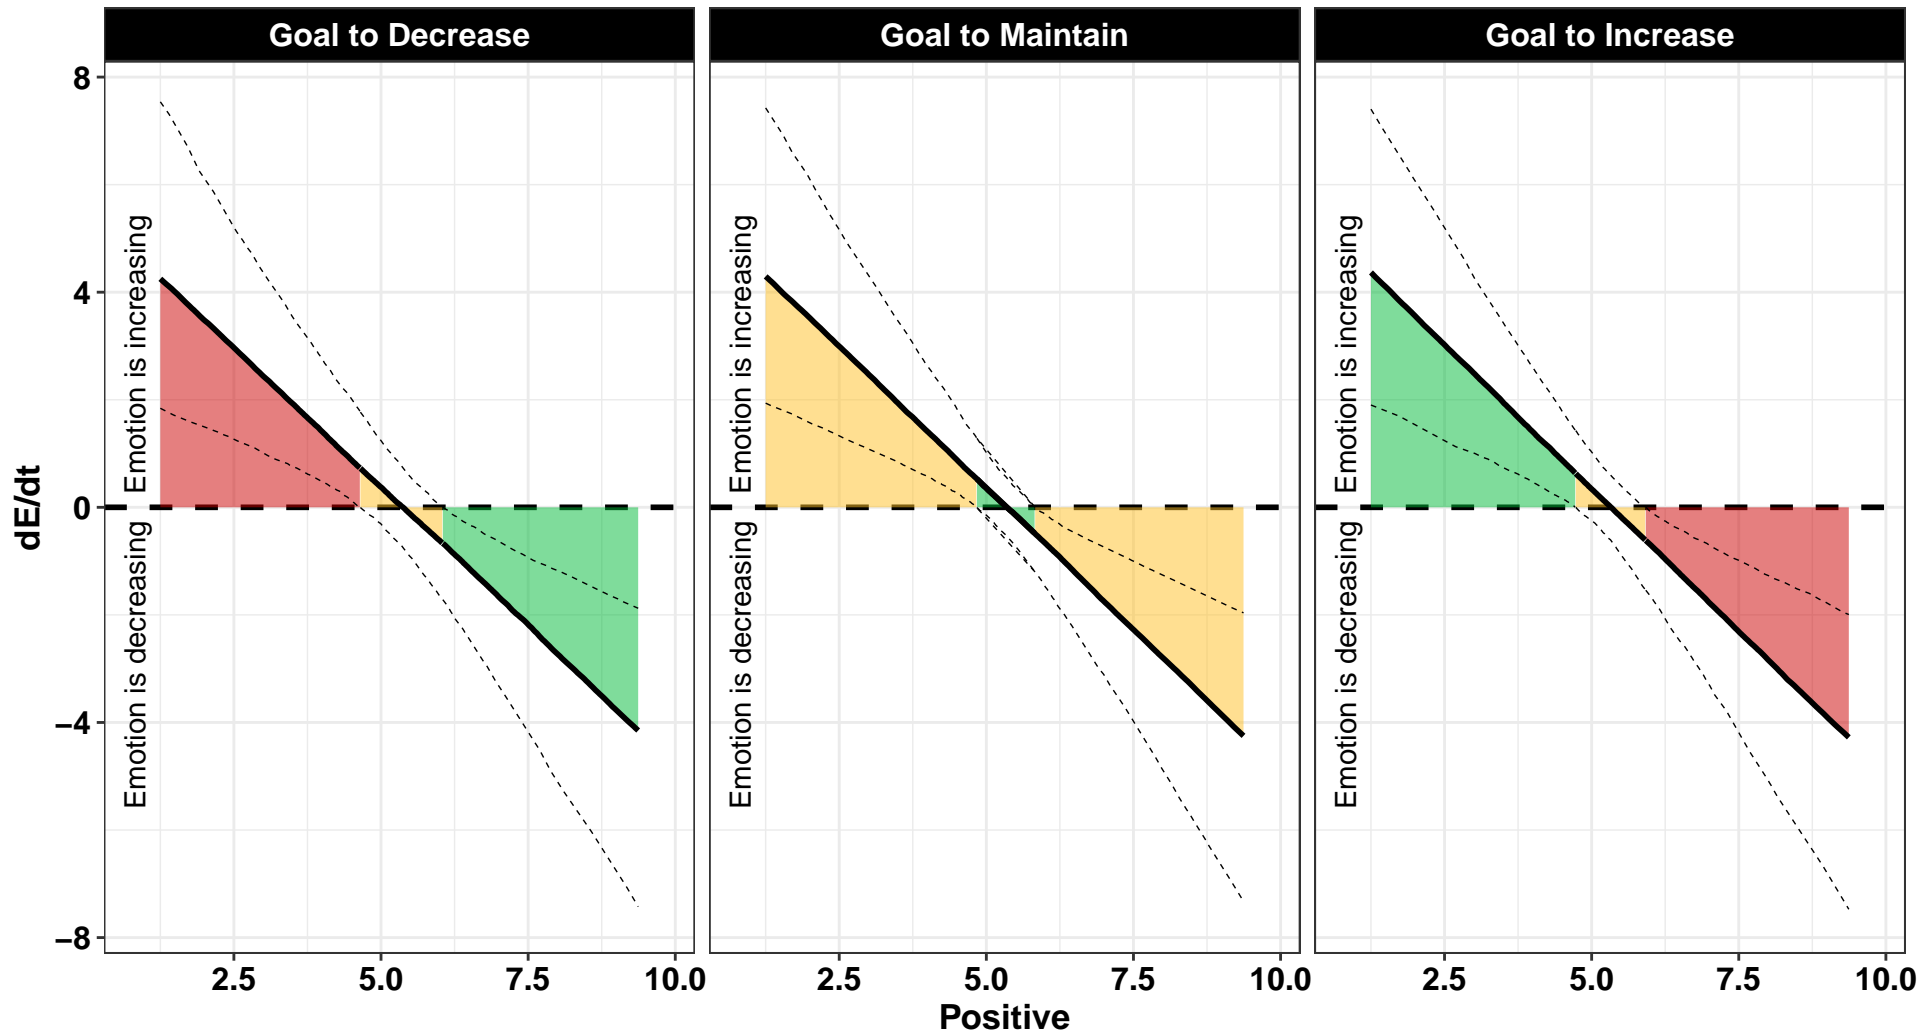 Goal to Decrease
Goal to Maintain
Goal to Increase
8
4
0
−4
−8
dE/dt
Emotion is increasing
Emotion is decreasing
Emotion is increasing
Emotion is decreasing
Emotion is increasing
Emotion is decreasing
2.5 5.0 7.5 10.0
2.5 5.0 7.5 10.0
2.5 5.0 7.5 10.0
Positive